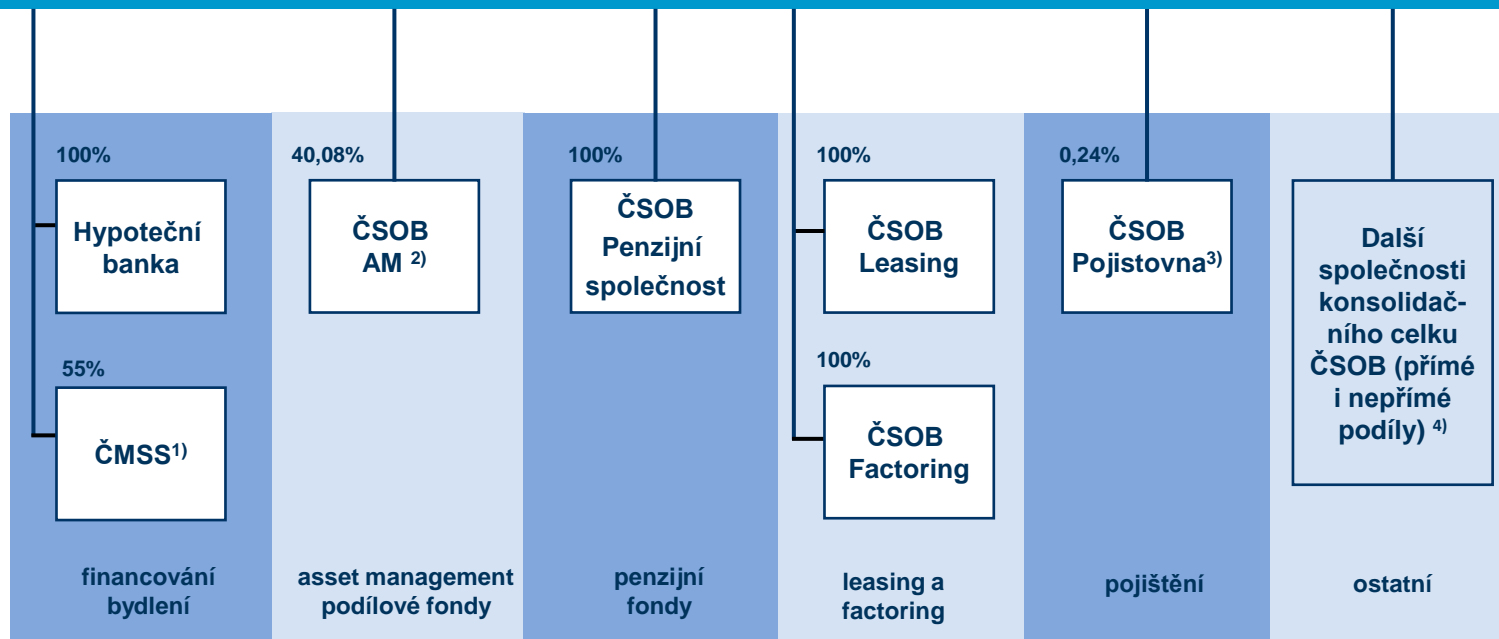 100%
Hypoteční
banka
55%
ČMSS1)
financování
bydlení
40,08%
ČSOB
AM 2)
asset management
podílové fondy
100%
ČSOB
Penzijní
společnost
penzijní
fondy
100%
ČSOB
Leasing
100%
ČSOB
Factoring
leasing a
factoring
0,24%
ČSOB
Pojistovna3)
pojištění
Další
společnosti
konsolidač-
ního celku
ČSOB (přímé
i nepřímé
podíly) 4)
ostatní